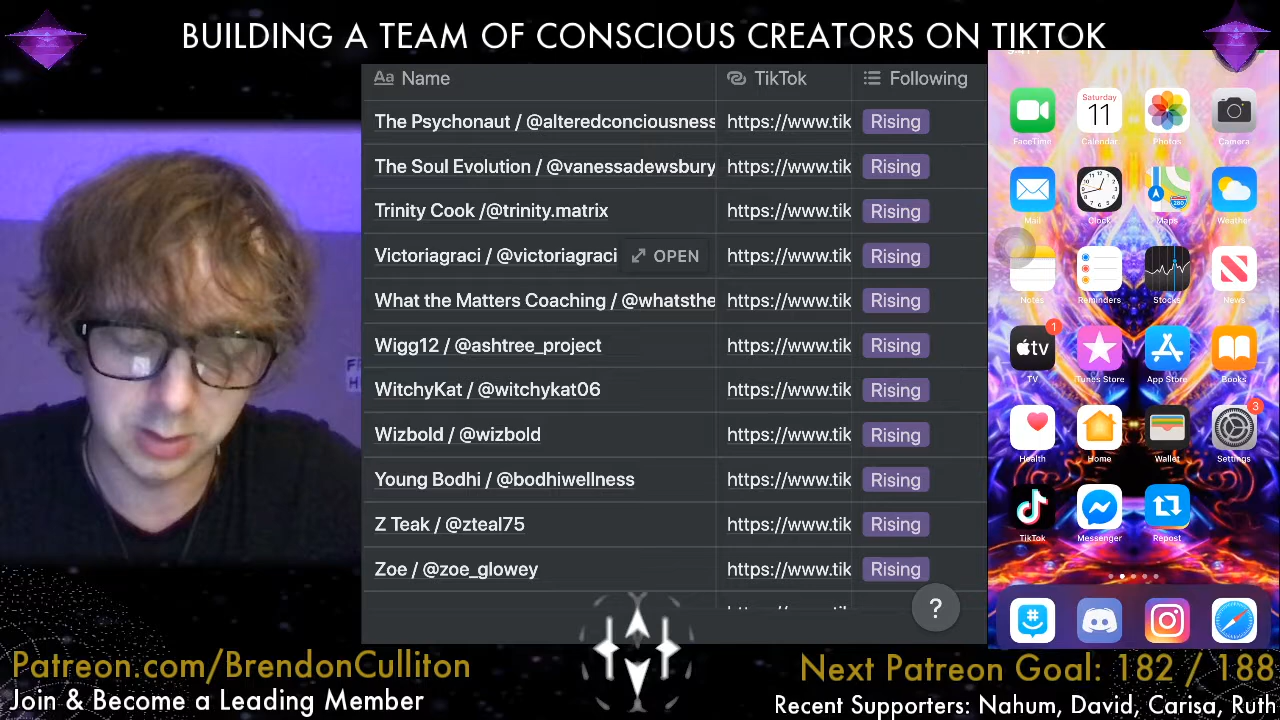 BUILDING A TEAM OF CONSCIOUS CREATORS ON TIKTOK
Aa Name TikTok Following
The Psychonaut / @alteredconciousness https://www.tik Rising
The Soul Evolution / @vanessadewsbury https://www.tik Rising
Trinity Cook /@trinity.matrix https://www.tik Rising
Victoriagraci / @victoriagraci OPEN https://www.tik Rising
What the Matters Coaching / @whatsthe https://www.tik Rising
Wigg12 / @ashtree_project https://www.tik Rising
WitchyKat / @witchykat06 https://www.tik Rising
Wizbold / @wizbold https://www.tik Rising
Young Bodhi / @bodhiwellness https://www.tik Rising
Z Teak / @zteal75 https://www.tik Rising
Zoe / @zoe_glowey https://www.tik Rising
?
Saturday
11
FaceTime Calendar Photos Camera
280
Mail Clock Maps Weather
Notes Reminders Stocks News
tv 1
TV iTunes Store App Store Books
3
Health Home Wallet Settings
TikTok Messenger Repost
Patreon.com/BrendonCulliton
Join & Become a Leading Member
Next Patreon Goal: 182 / 188
Recent Supporters: Nahum, David, Carisa, Ruth